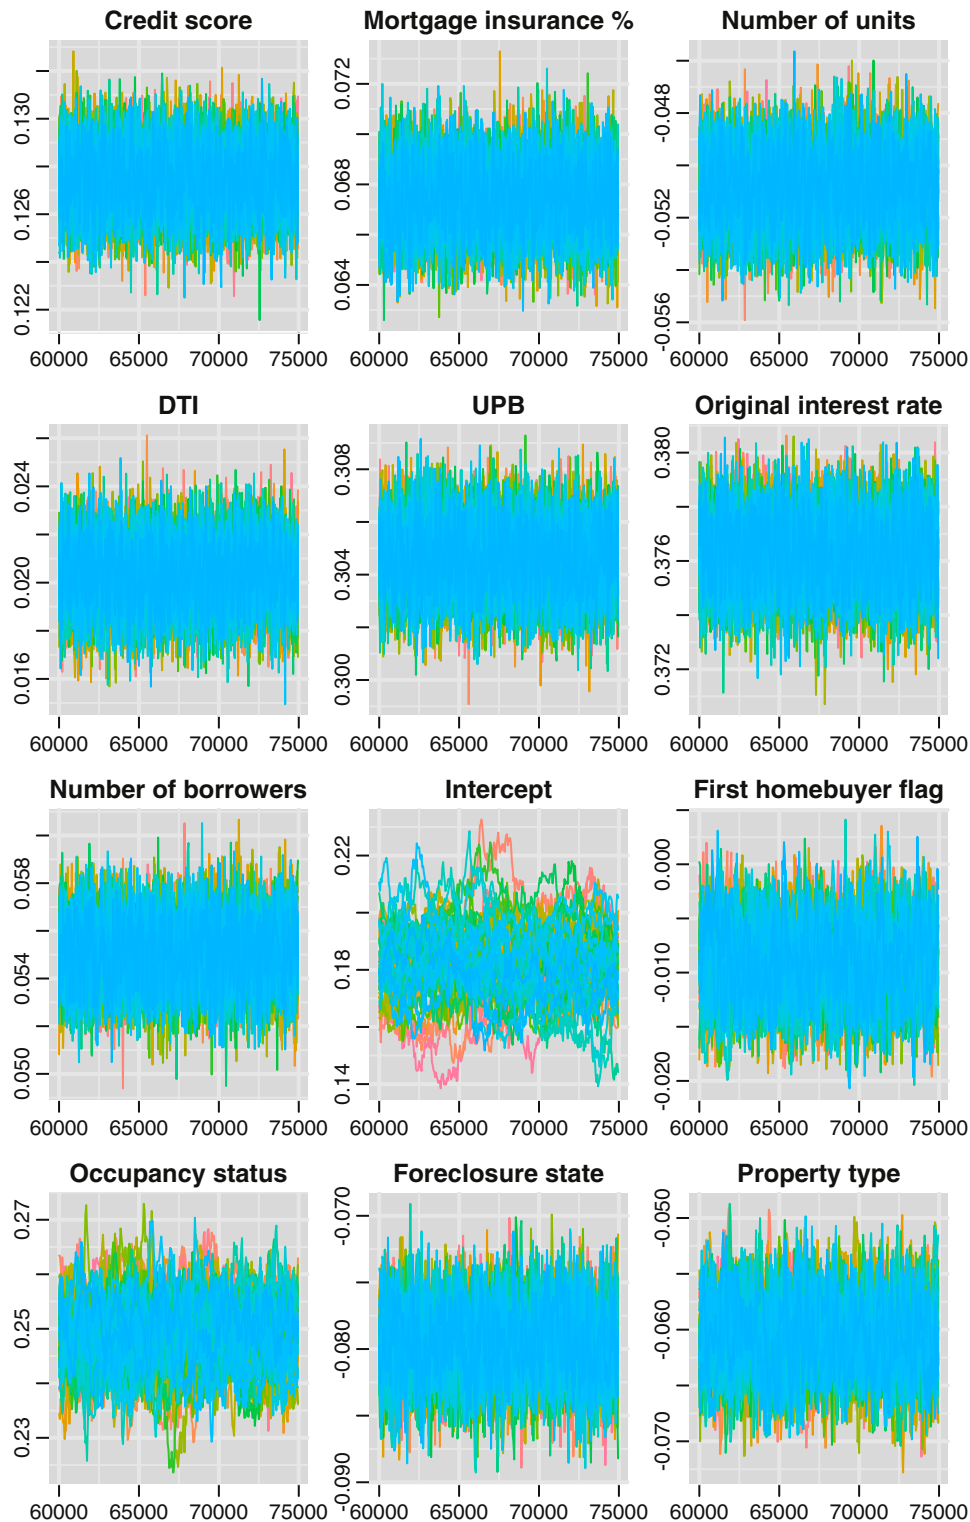 Credit score Mortgage insurance % Number of units
0.130 0.126 0.122
0.072 0.068 0.064
-0.048 -0.052 -0.056
60000 65000 70000 75000 60000 65000 70000 75000 60000 65000 70000 75000
DTI UPB Original interest rate
0.024 0.020 0.016
0.308 0.304 0.300
0.380 0.376 0.372
60000 65000 70000 75000 60000 65000 70000 75000 60000 65000 70000 75000
Number of borrowers Intercept First homebuyer flag
0.058 0.054 0.050
0.22 0.18 0.14
0.000 -0.010 -0.020
60000 65000 70000 75000 60000 65000 70000 75000 60000 65000 70000 75000
Occupancy status Foreclosure state Property type
0.27 0.25 0.23
-0.070 -0.080 -0.090
-0.050 -0.060 -0.070
60000 65000 70000 75000 60000 65000 70000 75000 60000 65000 70000 75000